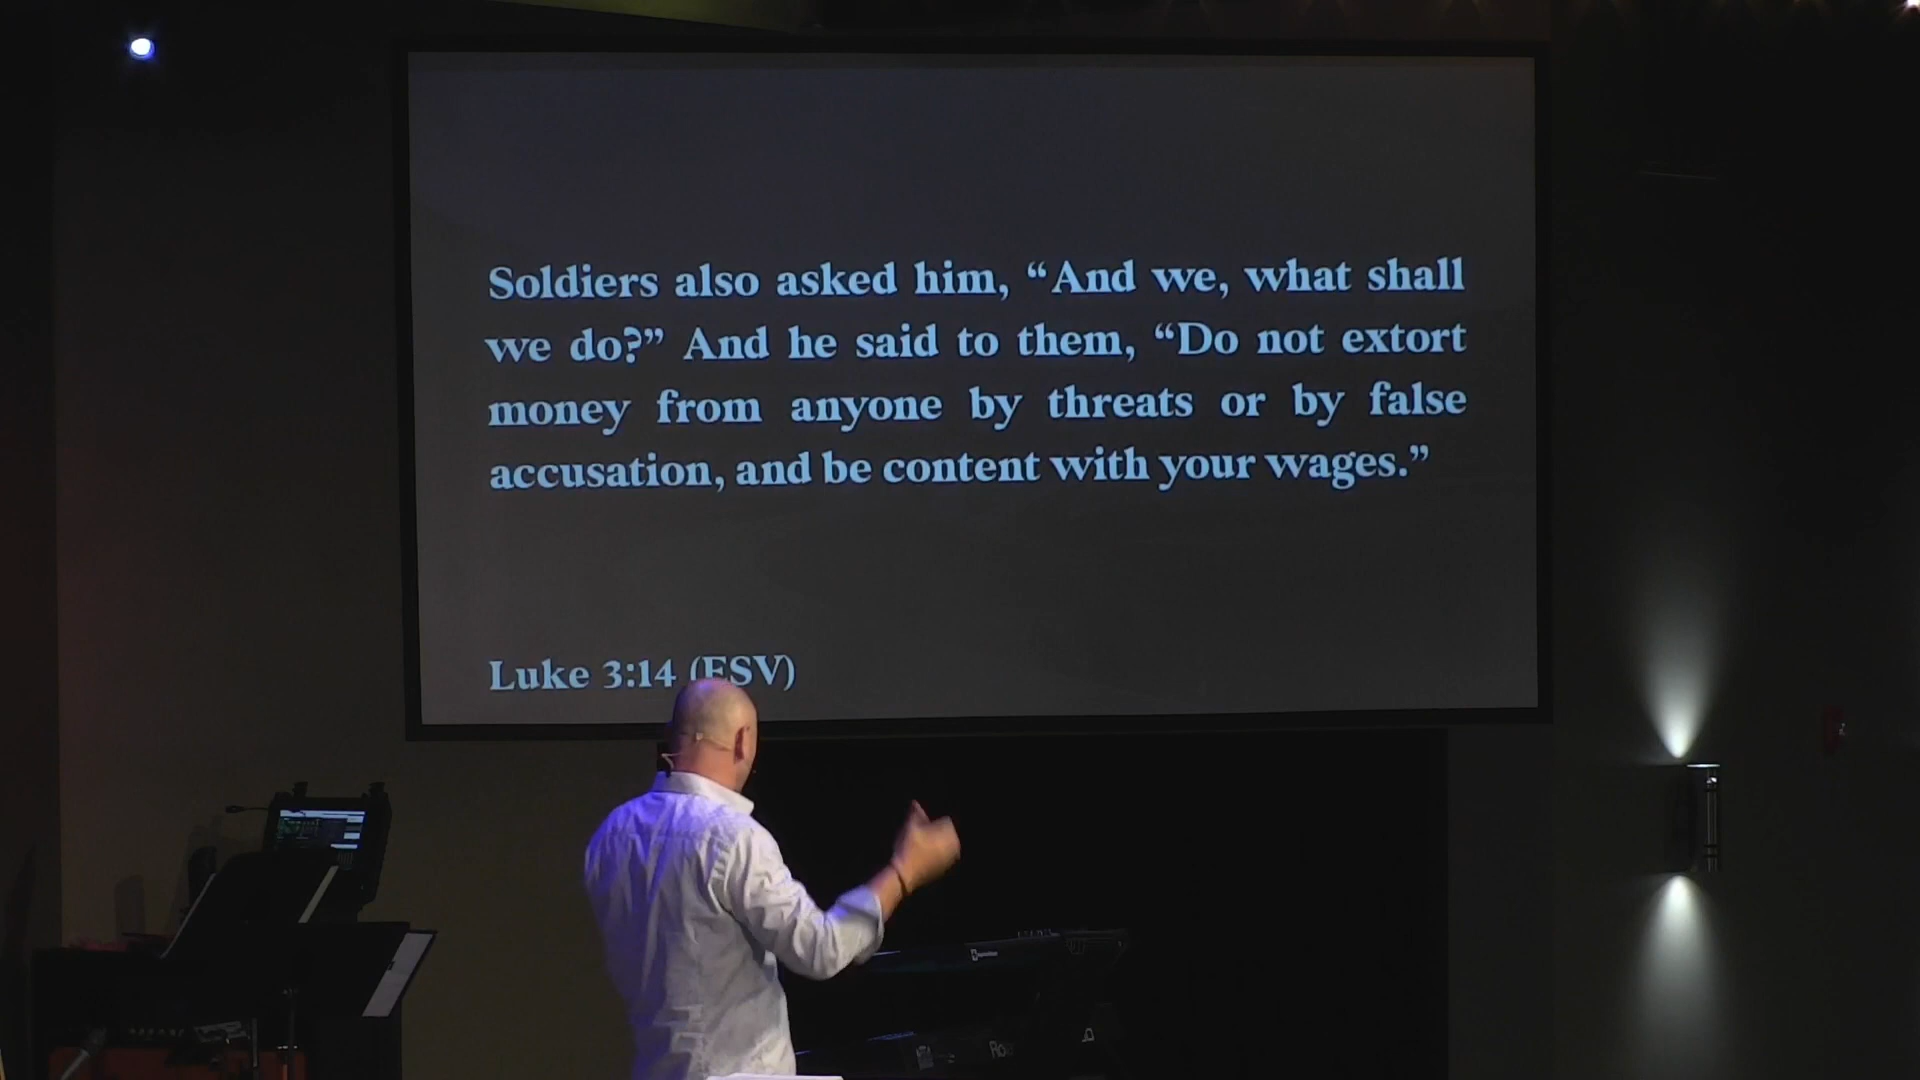 Soldiers also asked him, “And we, what shall
we do?” And he said to them, “Do not extort
money from anyone by threats or by false
accusation, and be content with your wages.”
Luke 3:14 (ESV)